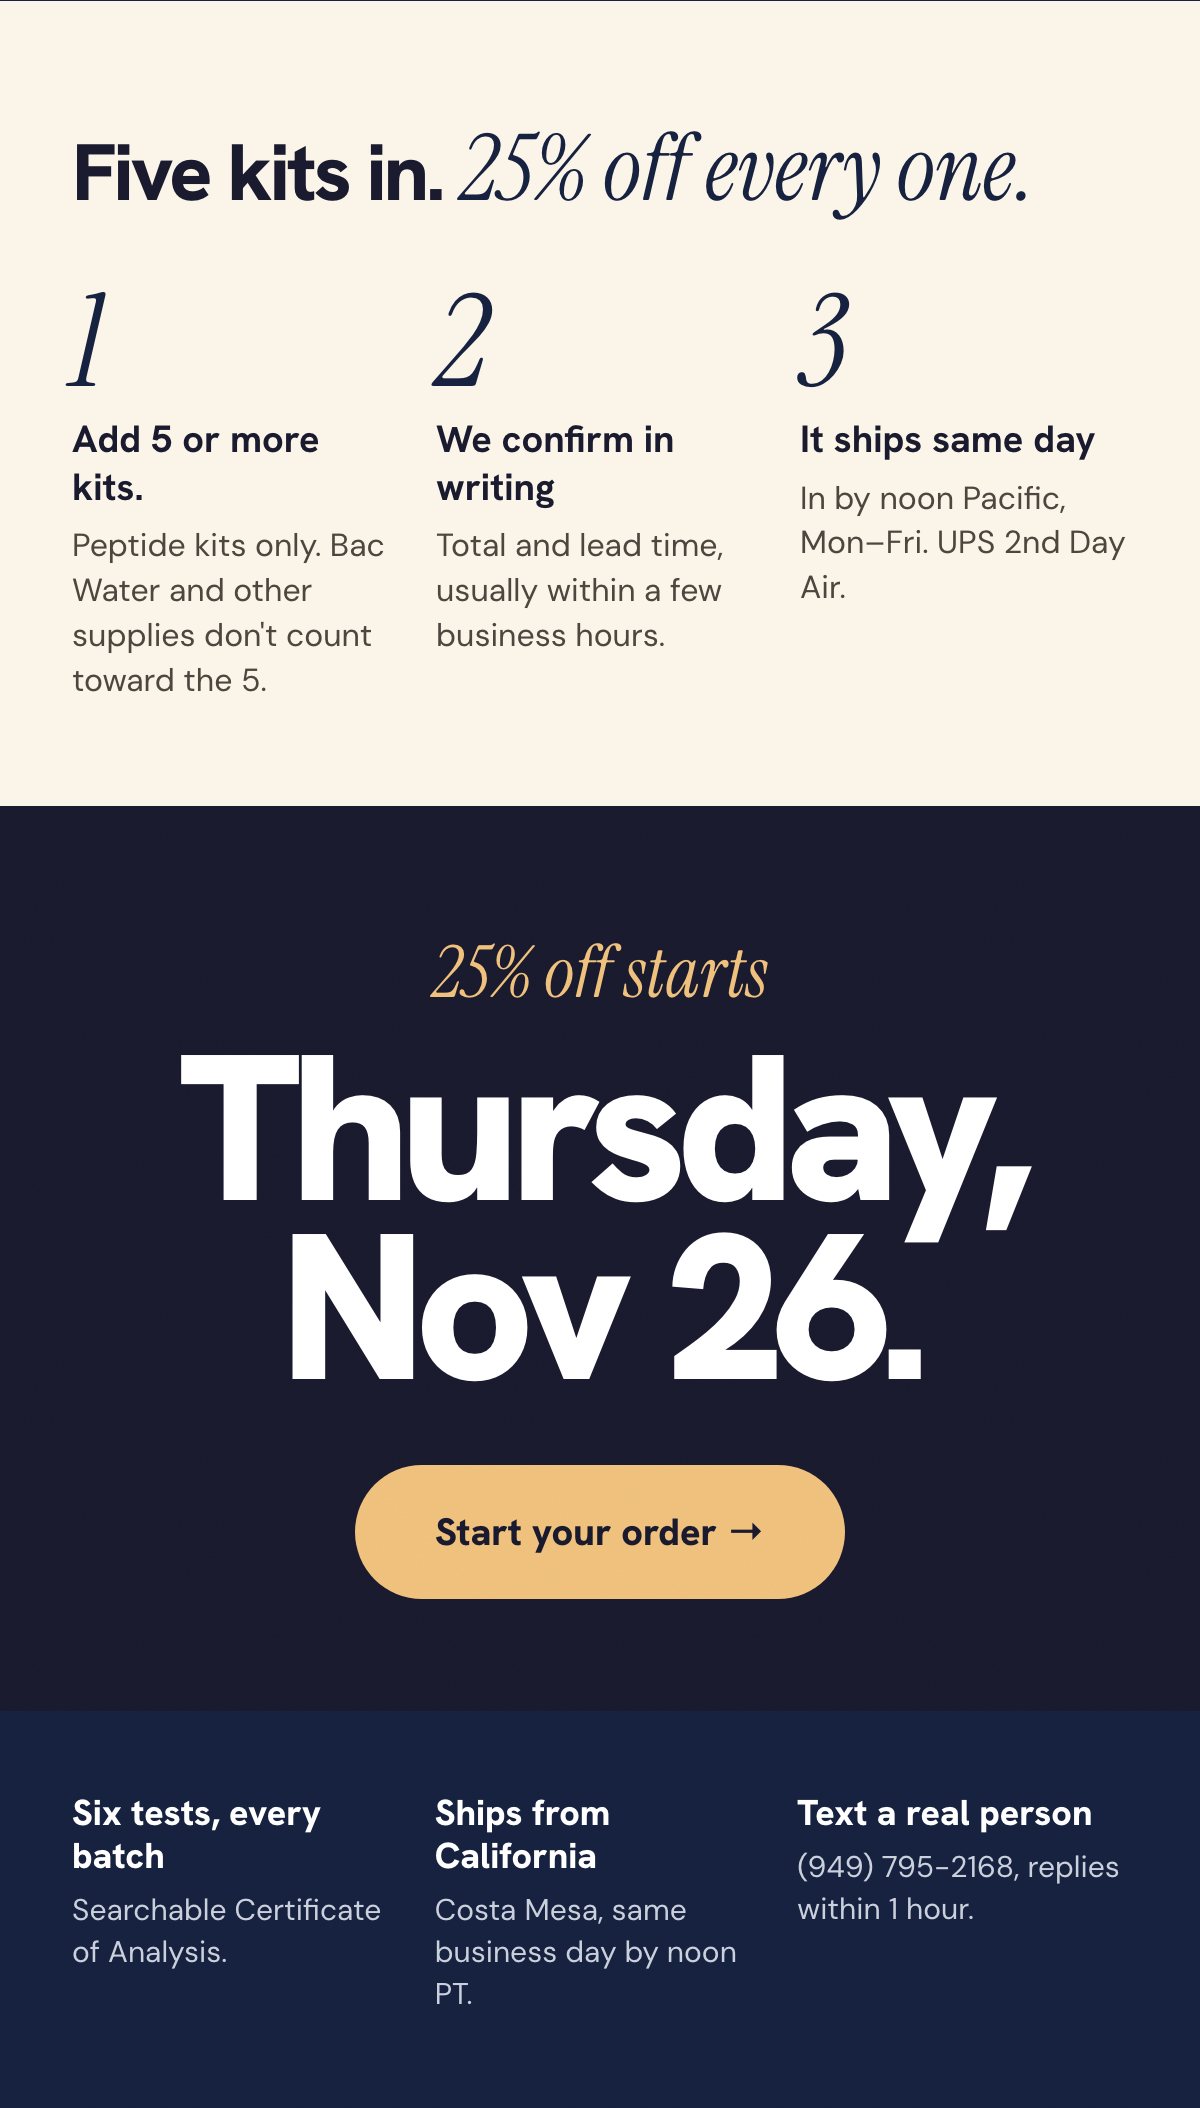 Five kits in. 25% off every one.
1
Add 5 or more
kits.
Peptide kits only. Bac
Water and other
supplies don't count
toward the 5.
2
We confirm in
writing
Total and lead time,
usually within a few
business hours.
3
It ships same day
In by noon Pacific,
Mon–Fri. UPS 2nd Day
Air.
25% off starts
Thursday,
Nov 26.
Start your order →
Six tests, every
batch
Searchable Certificate
of Analysis.
Ships from
California
Costa Mesa, same
business day by noon
PT.
Text a real person
(949) 795-2168, replies
within 1 hour.